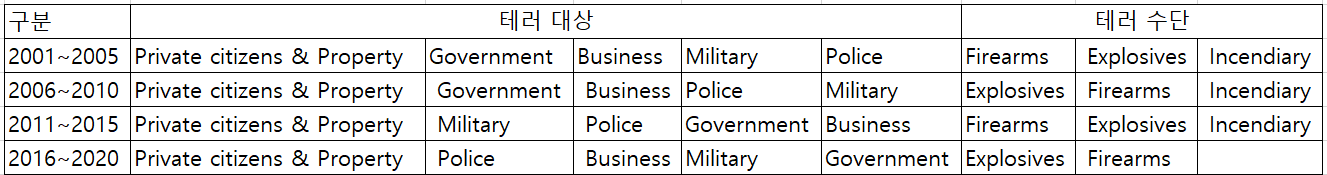 구분 테러 대상 테러 수단
2001~2005 Private citizens & Property Government Business Military Police Firearms Explosives Incendiary
2006~2010 Private citizens & Property Government Business Police Military Explosives Firearms Incendiary
2011~2015 Private citizens & Property Military Police Government Business Firearms Explosives Incendiary
2016~2020 Private citizens & Property Police Business Military Government Explosives Firearms